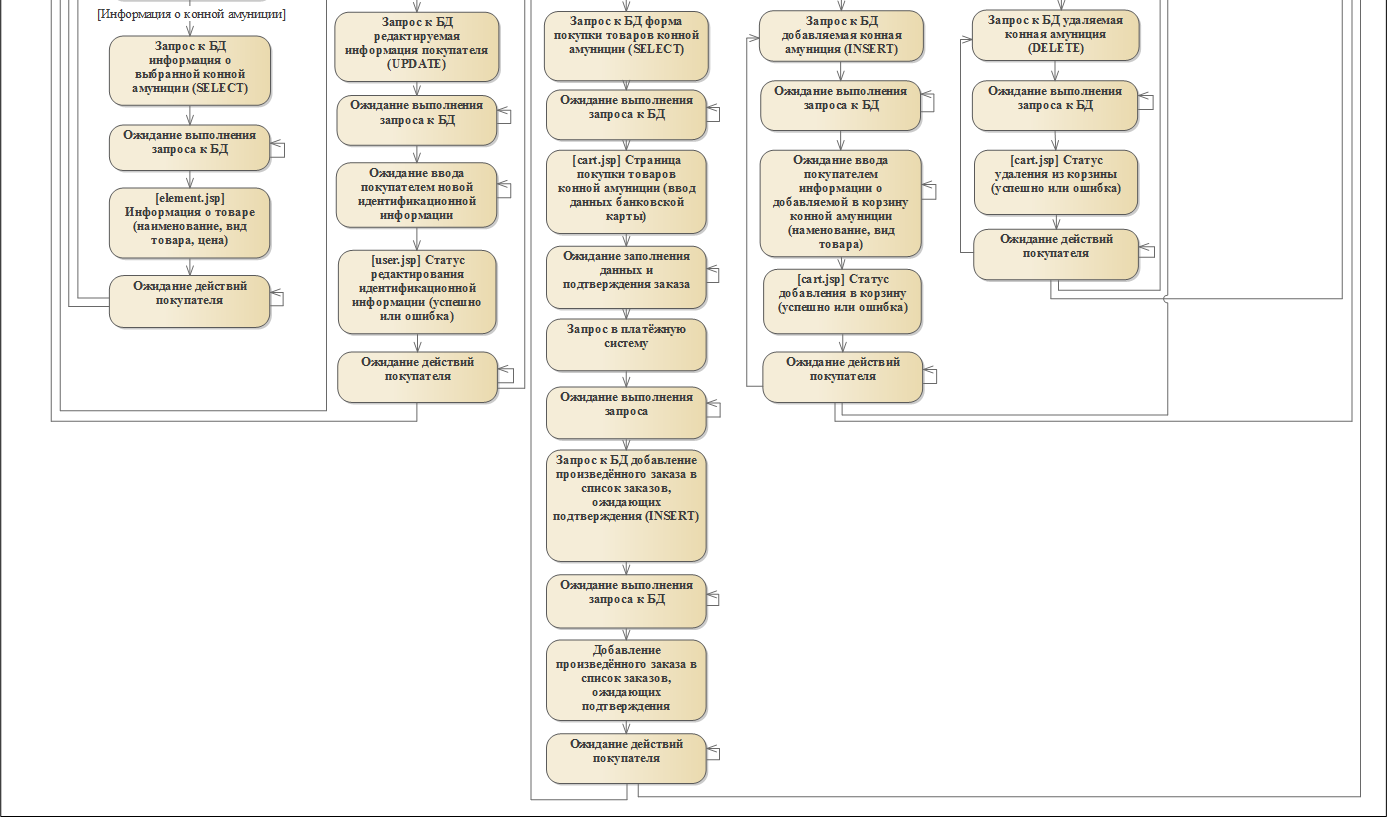 [Информация о конной амуниции]
Запрос к БД
информация о
выбранной конной
амуниции (SELECT)
Ожидание выполнения
запроса к БД
[element.jsp]
Информация о товаре
(наименование, вид
товара, цена)
Ожидание действий
покупателя
Запрос к БД
редактируемая
информация покупателя
(UPDATE)
Ожидание выполнения
запроса к БД
Ожидание ввода
покупателем новой
идентификационной
информации
[user.jsp] Статус
редактирования
идентификационной
информации (успешно
или ошибка)
Ожидание действий
покупателя
Запрос к БД форма
покупки товаров конной
амуниции (SELECT)
Ожидание выполнения
запроса к БД
[cart.jsp] Страница
покупки товаров
конной амуниции (ввод
данных банковской
карты)
Ожидание заполнения
данных и
подтверждения заказа
Запрос в платёжную
систему
Ожидание выполнения
запроса
Запрос к БД добавление
произведённого заказа в
список заказов,
ожидающих
подтверждения (INSERT)
Ожидание выполнения
запроса к БД
Добавление
произведённого заказа в
список заказов,
ожидающих
подтверждения
Ожидание действий
покупателя
Запрос к БД
добавляемая конная
амуниция (INSERT)
Ожидание выполнения
запроса к БД
Ожидание ввода
покупателем
информации о
добавляемой в корзину
конной амуниции
(наменование, вид
товара)
[cart.jsp] Статус
добавления в корзину
(успешно или ошибка)
Ожидание действий
покупателя
Запрос к БД удаляемая
конная амуниция
(DELETE)
Ожидание выполнения
запроса к БД
[cart.jsp] Статус
удаления из корзины
(успешно или ошибка)
Ожидание действий
покупателя